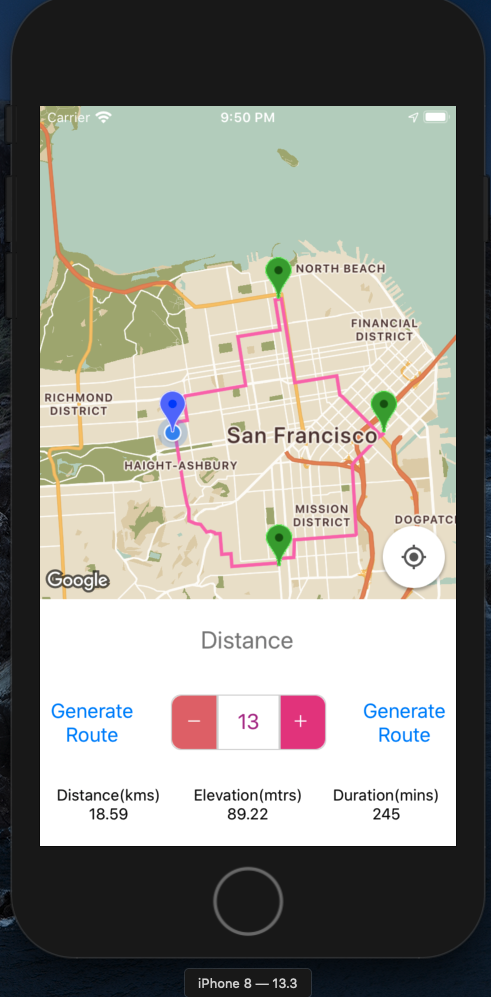 Carrier
9:50 PM
NORTH BEACH
FINANCIAL
DISTRICT
RICHMOND
DISTRICT
San Francisco
HAIGHT-ASHBURY
MISSION
DISTRICT
DOGPATC
Google
Distance
Generate
Route
− 13 +
Generate
Route
Distance(kms) Elevation(mtrs) Duration(mins)
18.59 89.22 245
iPhone 8 — 13.3